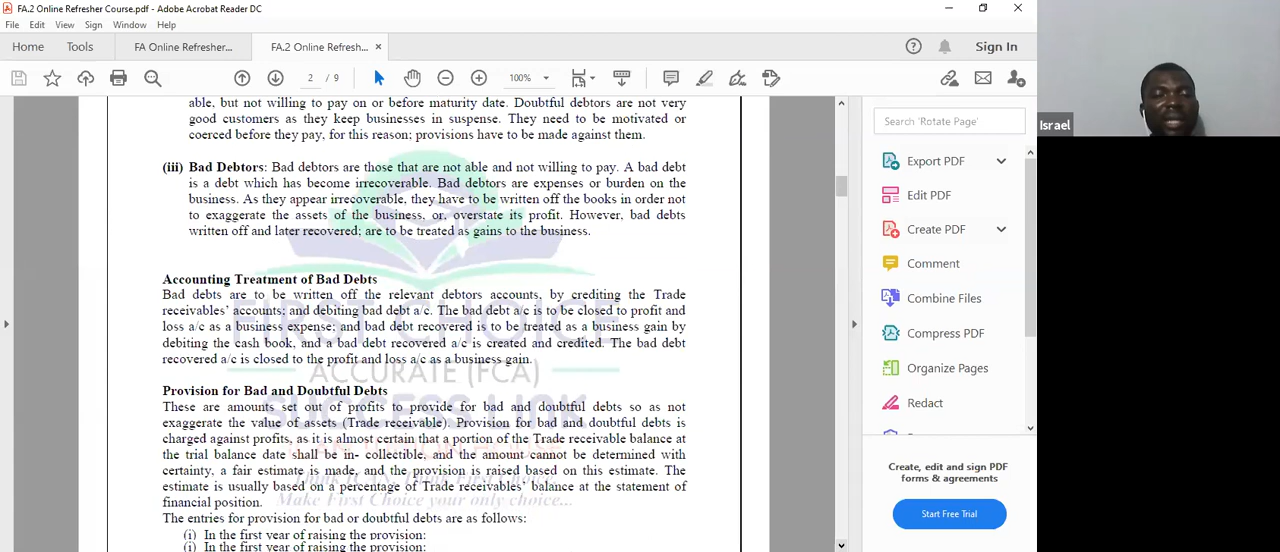 FA.2 Online Refresher Course.pdf - Adobe Acrobat Reader DC
File Edit View Sign Window Help
Home Tools FA Online Refresher... FA.2 Online Refresh... × Sign In
2 / 9 100%
able, but not willing to pay on or before maturity date. Doubtful debtors are not very
good customers as they keep businesses in suspense. They need to be motivated or
coerced before they pay, for this reason; provisions have to be made against them.
(iii) Bad Debtors: Bad debtors are those that are not able and not willing to pay. A bad debt
is a debt which has become irrecoverable. Bad debtors are expenses or burden on the
business. As they appear irrecoverable, they have to be written off the books in order not
to exaggerate the assets of the business, or, overstate its profit. However, bad debts
written off and later recovered; are to be treated as gains to the business.
Accounting Treatment of Bad Debts
Bad debts are to be written off the relevant debtors accounts, by crediting the Trade
receivables' accounts; and debiting bad debt a/c. The bad debt a/c is to be closed to profit and
loss a/c as a business expense; and bad debt recovered is to be treated as a business gain by
debiting the cash book, and a bad debt recovered a/c is created and credited. The bad debt
recovered a/c is closed to the profit and loss a/c as a business gain.
Provision for Bad and Doubtful Debts
These are amounts set out of profits to provide for bad and doubtful debts so as not
exaggerate the value of assets (Trade receivable). Provision for bad and doubtful debts is
charged against profits, as it is almost certain that a portion of the Trade receivable balance at
the trial balance date shall be in- collectible, and the amount cannot be determined with
certainty, a fair estimate is made, and the provision is raised based on this estimate. The
estimate is usually based on a percentage of Trade receivables' balance at the statement of
financial position.
The entries for provision for bad or doubtful debts are as follows:
(i) In the first year of raising the provision:
(i) In the first year of raising the provision:
FIRST CHOICE
ACCURATE (FCA)
SUCCESS LINK
Think ICAN, Think First Choice
Make First Choice your only choice...
Search 'Rotate Page'
Export PDF
Edit PDF
Create PDF
Comment
Combine Files
Compress PDF
Organize Pages
Redact
Create, edit and sign PDF
forms & agreements
Start Free Trial
Israel